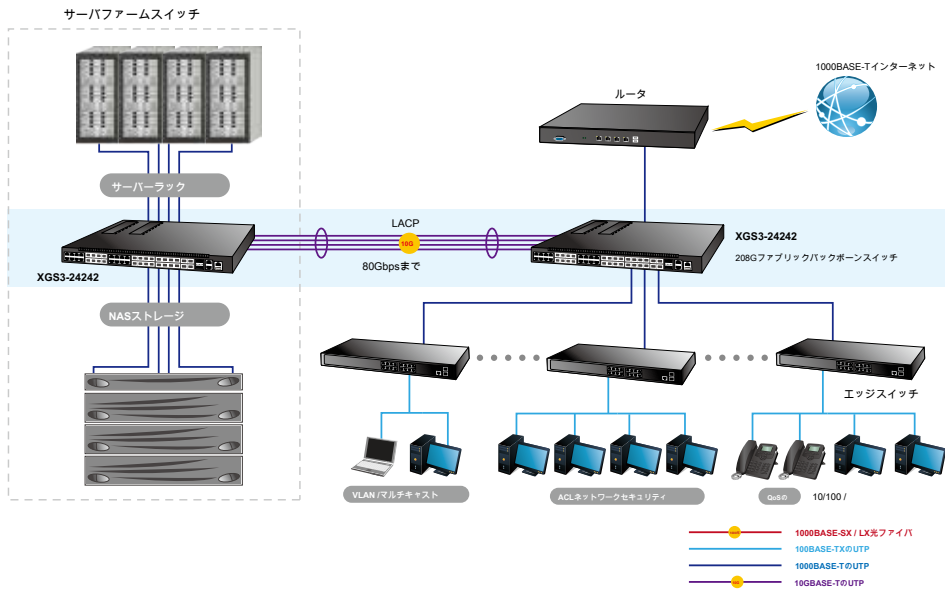 サーバファームスイッチ
1000BASE-Tインターネット
ルータ
サーバーラック
LACP
10G
80Gbpsまで
XGS3-24242
208Gファブリックバックボーンスイッチ
XGS3-24242
NASストレージ
エッジスイッチ
VLAN /マルチキャスト
ACLネットワークセキュリティ
QoSの
10/100 /
1000BASE-SX / LX光ファイバ
100BASE-TXのUTP
1000BASE-TのUTP
10GBASE-TのUTP